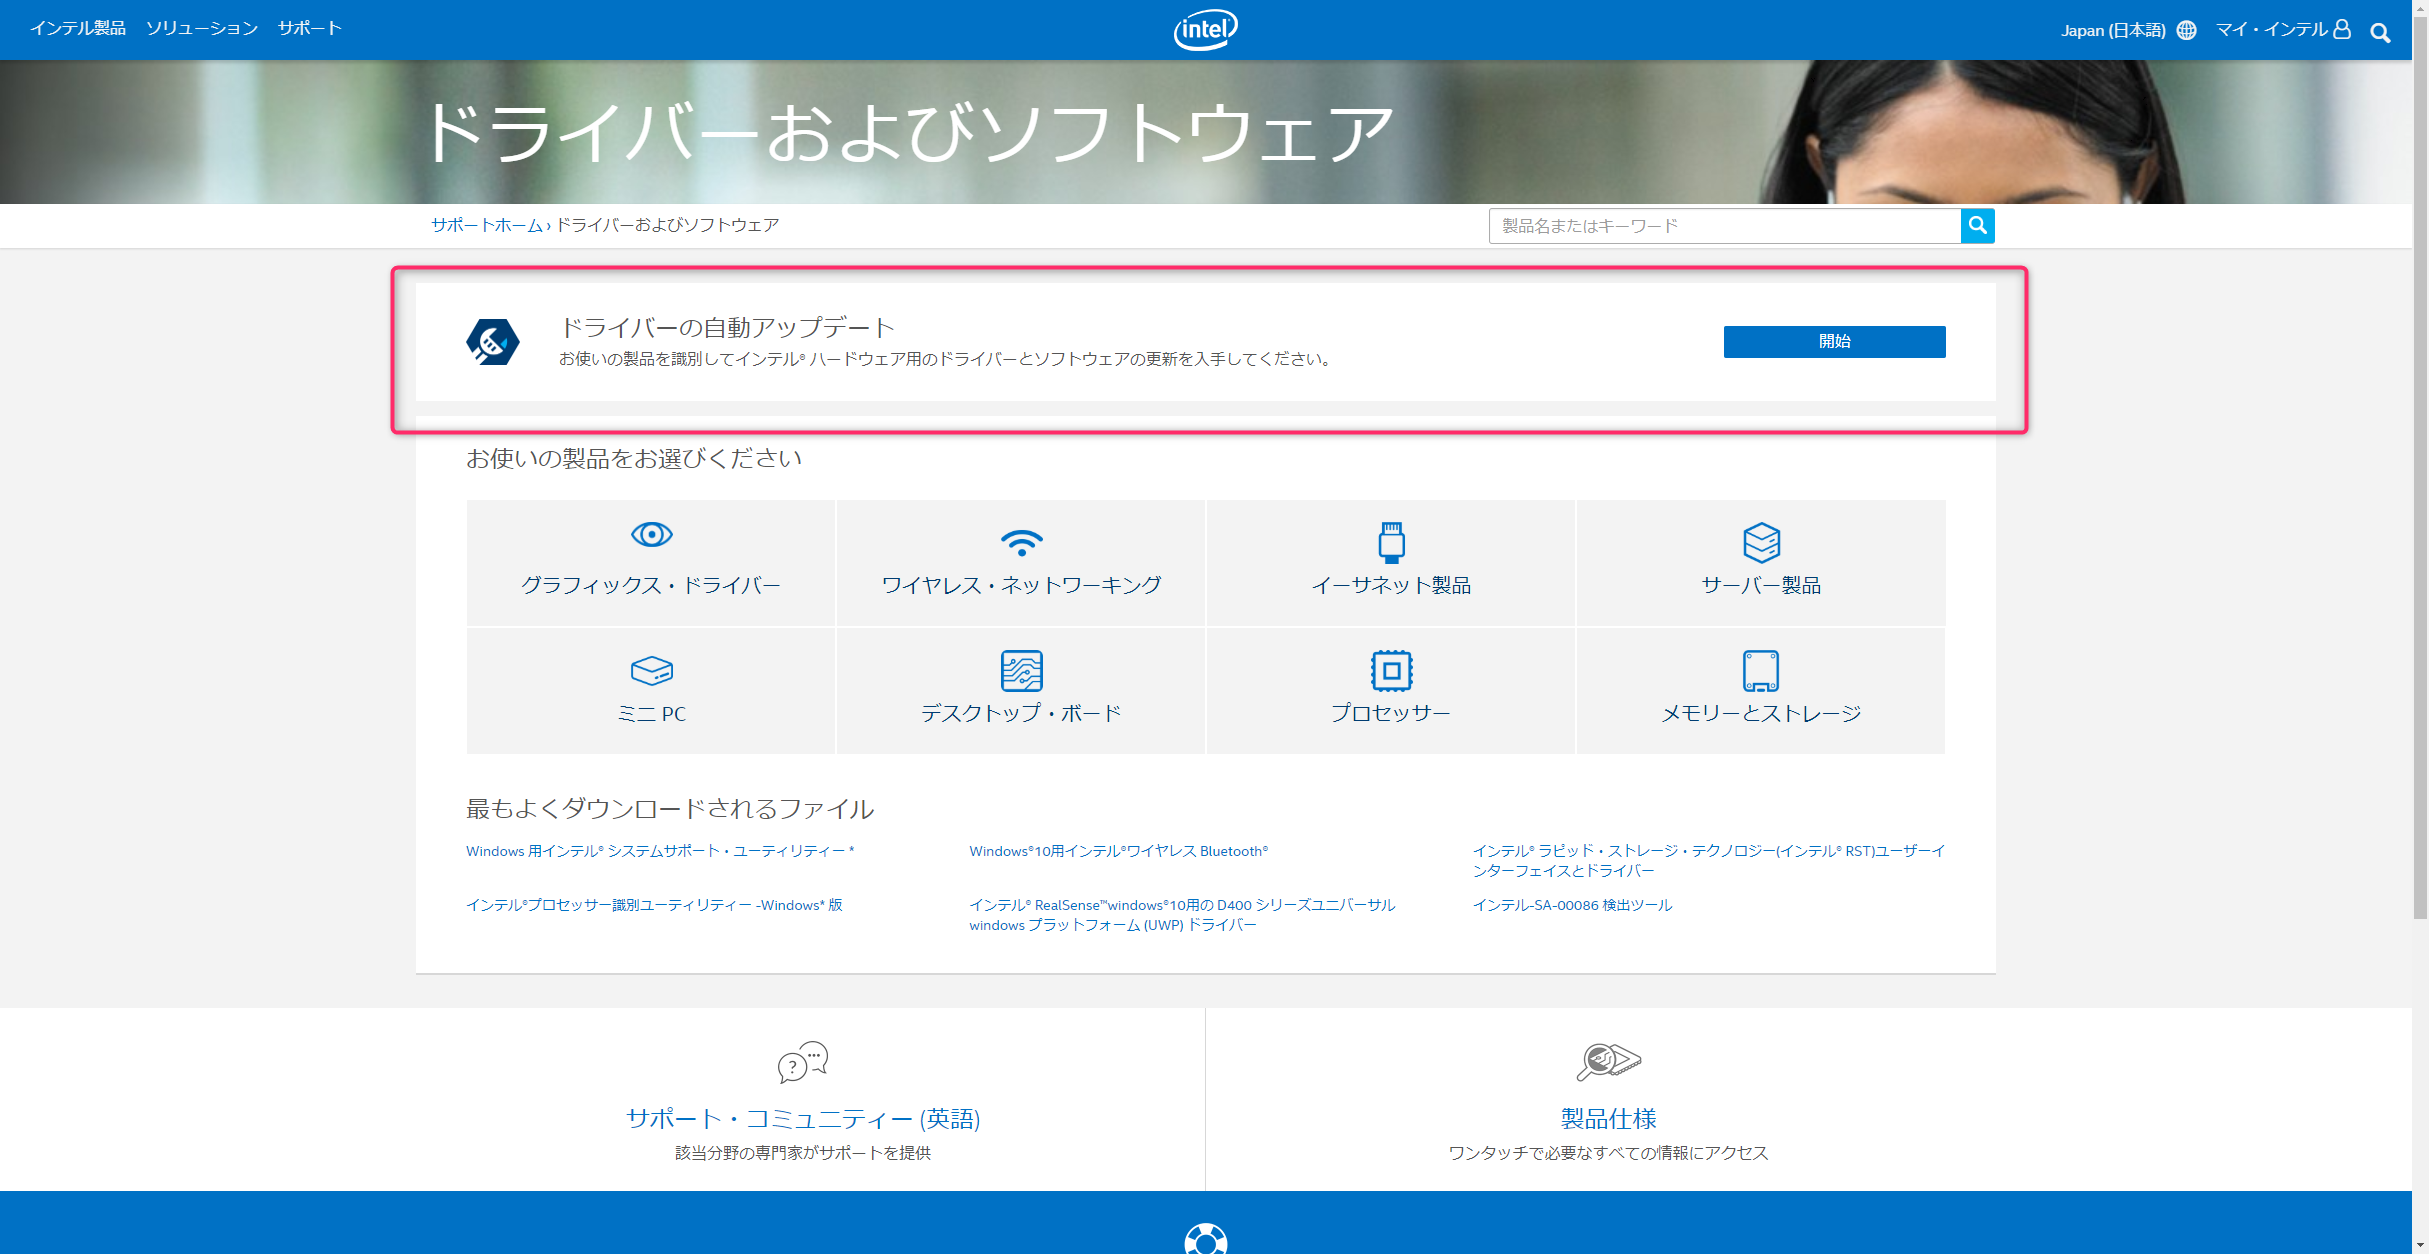 インテル製品 ソリューション サポート
intel
Japan (日本語)
マイ・インテル
ドライバーおよびソフトウェア
サポートホーム › ドライバーおよびソフトウェア
製品名またはキーワード
ドライバーの自動アップデート
お使いの製品を識別してインテル® ハードウェア用のドライバーとソフトウェアの更新を入手してください。
開始
お使いの製品をお選びください
グラフィックス・ドライバー
ワイヤレス・ネットワーキング
イーサネット製品
サーバー製品
ミニ PC
デスクトップ・ボード
プロセッサー
メモリーとストレージ
最もよくダウンロードされるファイル
Windows 用インテル® システムサポート・ユーティリティー *
Windows®10用インテル®ワイヤレス Bluetooth®
インテル® ラピッド・ストレージ・テクノロジー(インテル® RST)ユーザーイ
ンターフェイスとドライバー
インテル®プロセッサー識別ユーティリティー -Windows* 版
インテル® RealSense™windows®10用の D400 シリーズユニバーサル
windows プラットフォーム (UWP) ドライバー
インテル-SA-00086 検出ツール
サポート・コミュニティー (英語)
該当分野の専門家がサポートを提供
製品仕様
ワンタッチで必要なすべての情報にアクセス